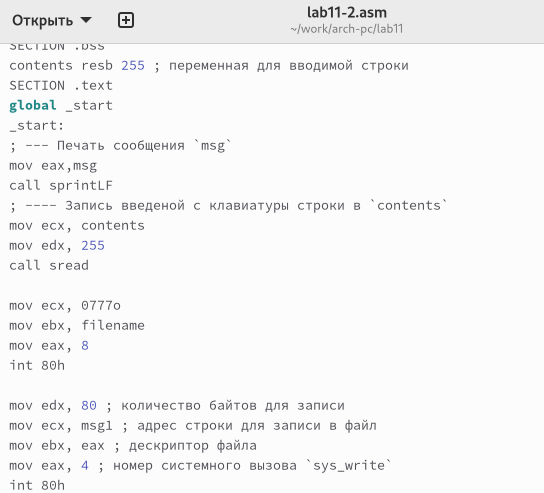 Открыть
lab11-2.asm
~/work/arch-pc/lab11
SECTION .bss
contents resb 255 ; переменная для вводимой строки
SECTION .text
global _start
_start:
; --- Печать сообщения `msg`
mov eax,msg
call sprintLF
; ---- Запись введеной с клавиатуры строки в `contents`
mov ecx, contents
mov edx, 255
call sread
mov ecx, 0777o
mov ebx, filename
mov eax, 8
int 80h
mov edx, 80 ; количество байтов для записи
mov ecx, msg1 ; адрес строки для записи в файл
mov ebx, eax ; дескриптор файла
mov eax, 4 ; номер системного вызова `sys_write`
int 80h